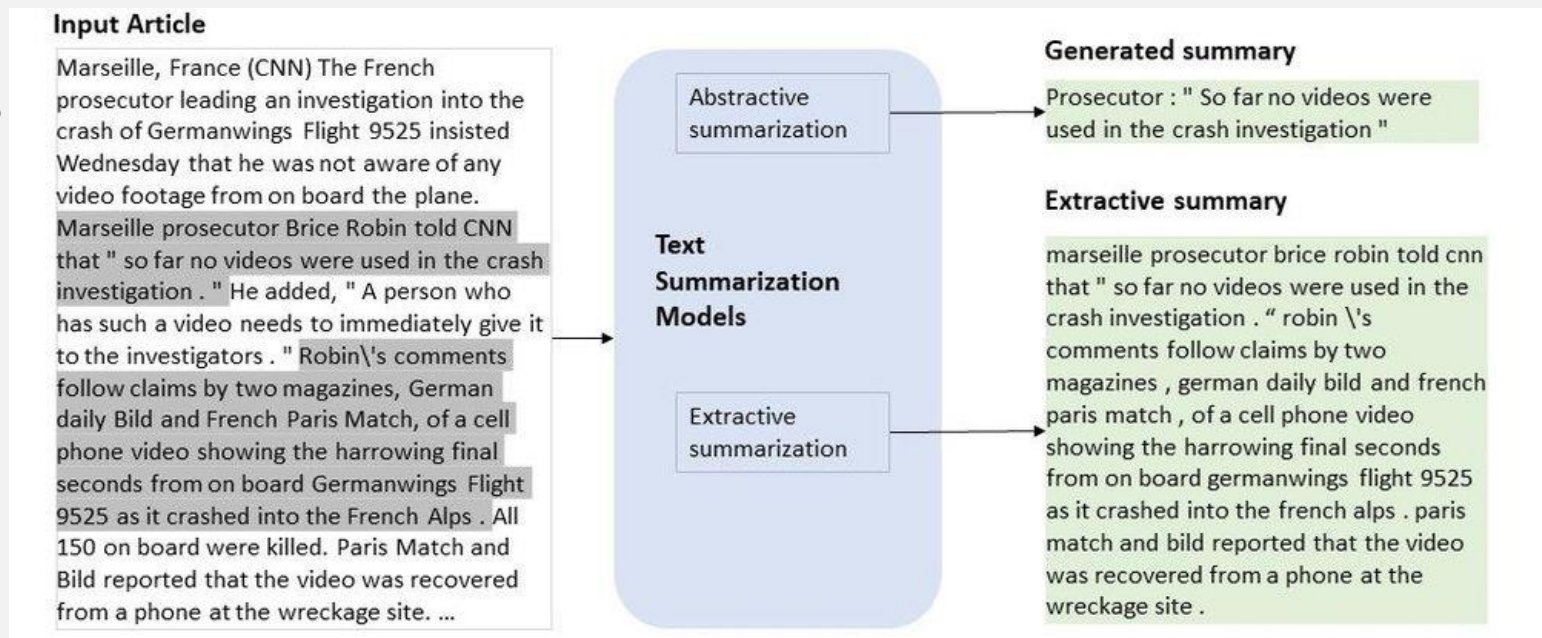 Input Article
Marseille, France (CNN) The French
prosecutor leading an investigation into the
crash of Germanwings Flight 9525 insisted
Wednesday that he was not aware of any
video footage from on board the plane.
Marseille prosecutor Brice Robin told CNN
that " so far no videos were used in the crash
investigation . " He added, " A person who
has such a video needs to immediately give it
to the investigators . " Robin\'s comments
follow claims by two magazines, German
daily Bild and French Paris Match, of a cell
phone video showing the harrowing final
seconds from on board Germanwings Flight
9525 as it crashed into the French Alps . All
150 on board were killed. Paris Match and
Bild reported that the video was recovered
from a phone at the wreckage site. ...
Abstractive
summarization
Text
Summarization
Models
Extractive
summarization
Generated summary
Prosecutor : " So far no videos were
used in the crash investigation "
Extractive summary
marseille prosecutor brice robin told cnn
that " so far no videos were used in the
crash investigation . “ robin \'s
comments follow claims by two
magazines , german daily bild and french
paris match , of a cell phone video
showing the harrowing final seconds
from on board germanwings flight 9525
as it crashed into the french alps . paris
match and bild reported that the video
was recovered from a phone at the
wreckage site .